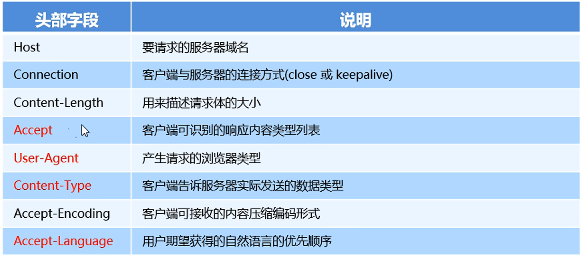 头部字段 说明
Host 要请求的服务器域名
Connection 客户端与服务器的连接方式(close 或 keepalive)
Content-Length 用来描述请求体的大小
Accept 客户端可识别的响应内容类型列表
User-Agent 产生请求的浏览器类型
Content-Type 客户端告诉服务器实际发送的数据类型
Accept-Encoding 客户端可接收的内容压缩编码形式
Accept-Language 用户期望获得的自然语言的优先顺序